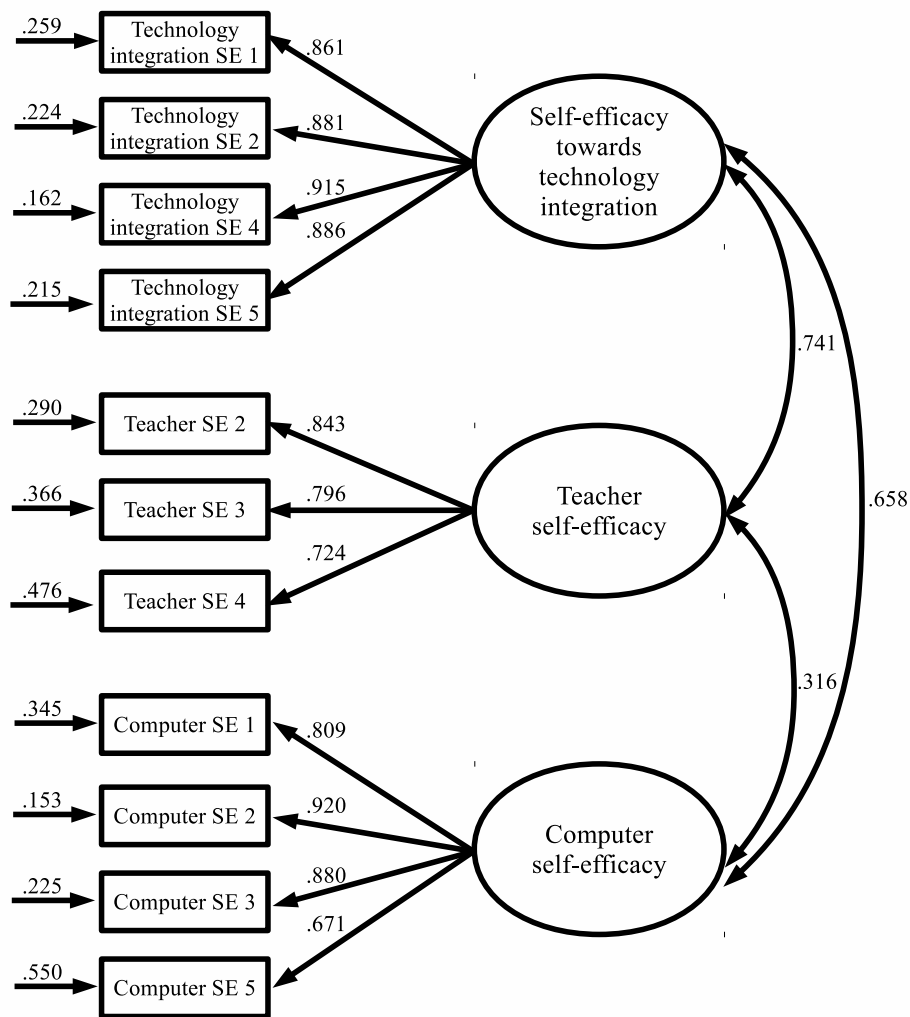 .259
Technology
integration SE 1
.861
.224
Technology
integration SE 2
.881
.162
Technology
integration SE 4
.915
.215
Technology
integration SE 5
.886
Self-efficacy
towards
technology
integration
.741
.658
.290
Teacher SE 2
.843
.366
Teacher SE 3
.796
.476
Teacher SE 4
.724
Teacher
self-efficacy
.316
.345
Computer SE 1
.809
.153
Computer SE 2
.920
.225
Computer SE 3
.880
.550
Computer SE 5
.671
Computer
self-efficacy